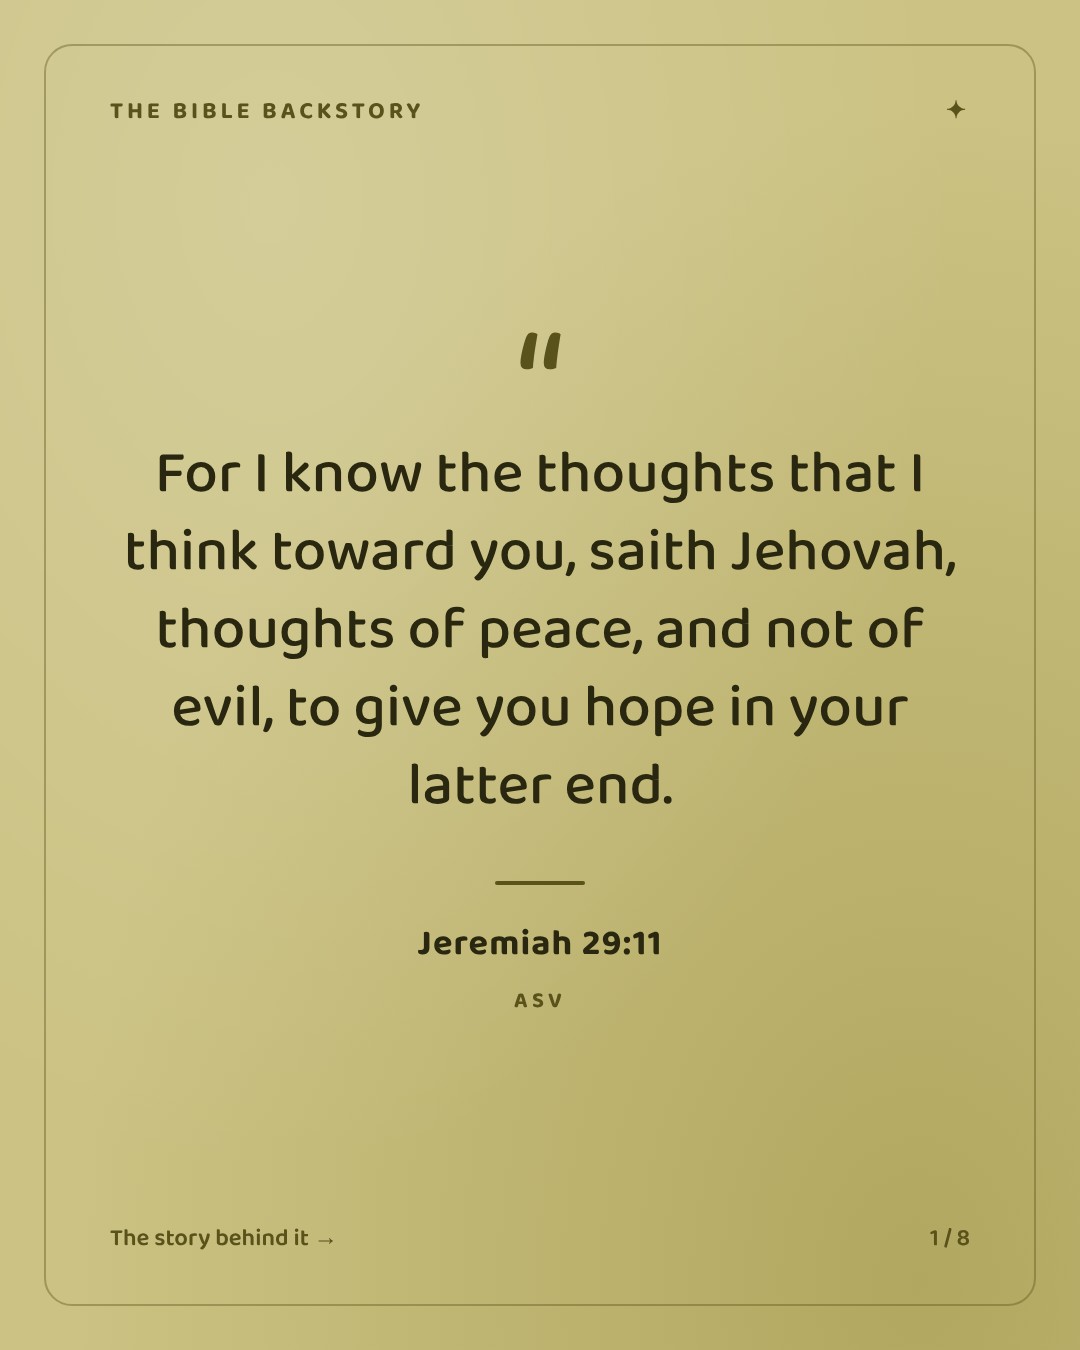 THE BIBLE BACKSTORY ✦
“
For I know the thoughts that I
think toward you, saith Jehovah,
thoughts of peace, and not of
evil, to give you hope in your
latter end.
Jeremiah 29:11
ASV
The story behind it →
1 / 8